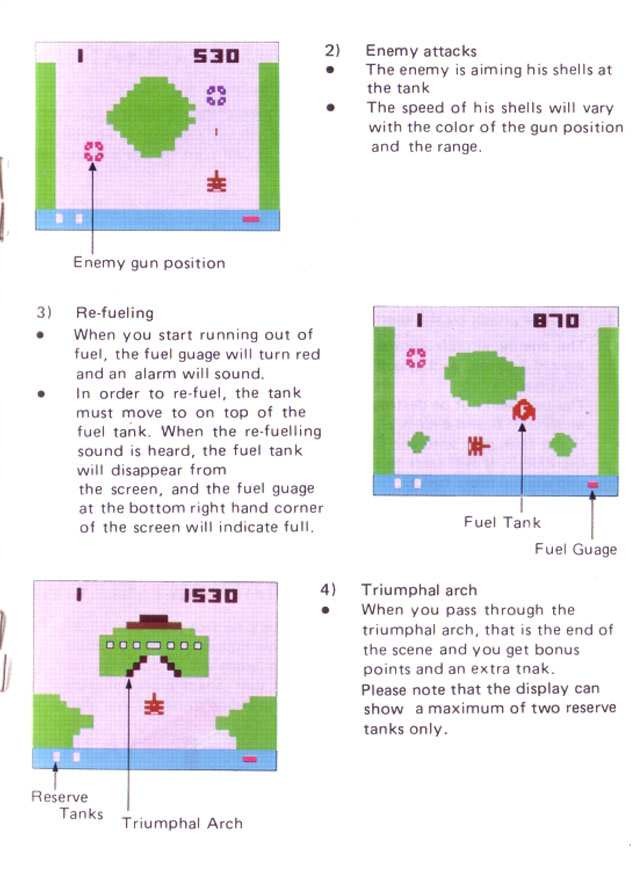 1 530
Enemy gun position
2) Enemy attacks
● The enemy is aiming his shells at
the tank
● The speed of his shells will vary
with the color of the gun position
and the range.
3) Re-fueling
● When you start running out of
fuel, the fuel guage will turn red
and an alarm will sound.
● In order to re-fuel, the tank
must move to on top of the
fuel tank. When the re-fuelling
sound is heard, the fuel tank
will disappear from
the screen, and the fuel guage
at the bottom right hand corner
of the screen will indicate full.
1 870
F
Fuel Tank
Fuel Guage
1 1530
Reserve
Tanks
Triumphal Arch
4) Triumphal arch
● When you pass through the
triumphal arch, that is the end of
the scene and you get bonus
points and an extra tnak.
Please note that the display can
show a maximum of two reserve
tanks only.